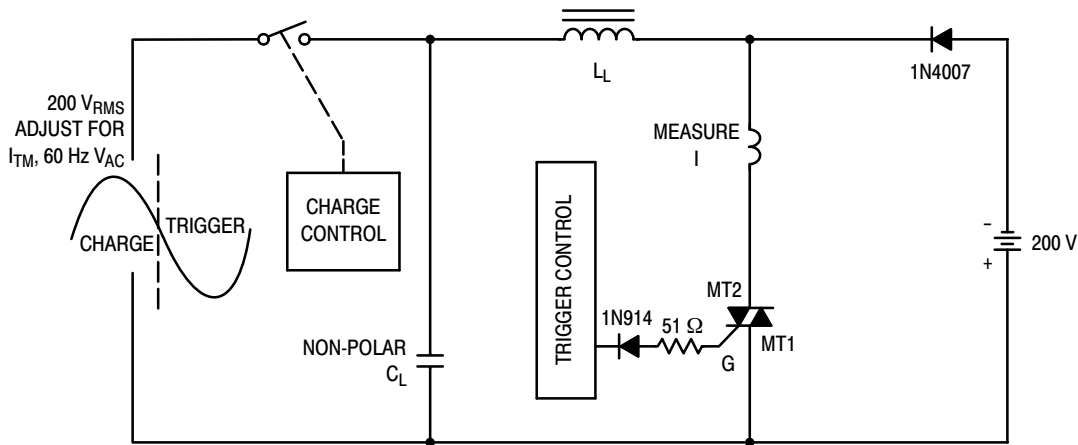 L_L
1N4007
200 V_RMS
ADJUST FOR
I_TM, 60 Hz V_AC
MEASURE
I
CHARGE
TRIGGER
CHARGE
CONTROL
TRIGGER CONTROL
–
+
200 V
MT2
1N914
51 Ω
MT1
G
NON-POLAR
C_L